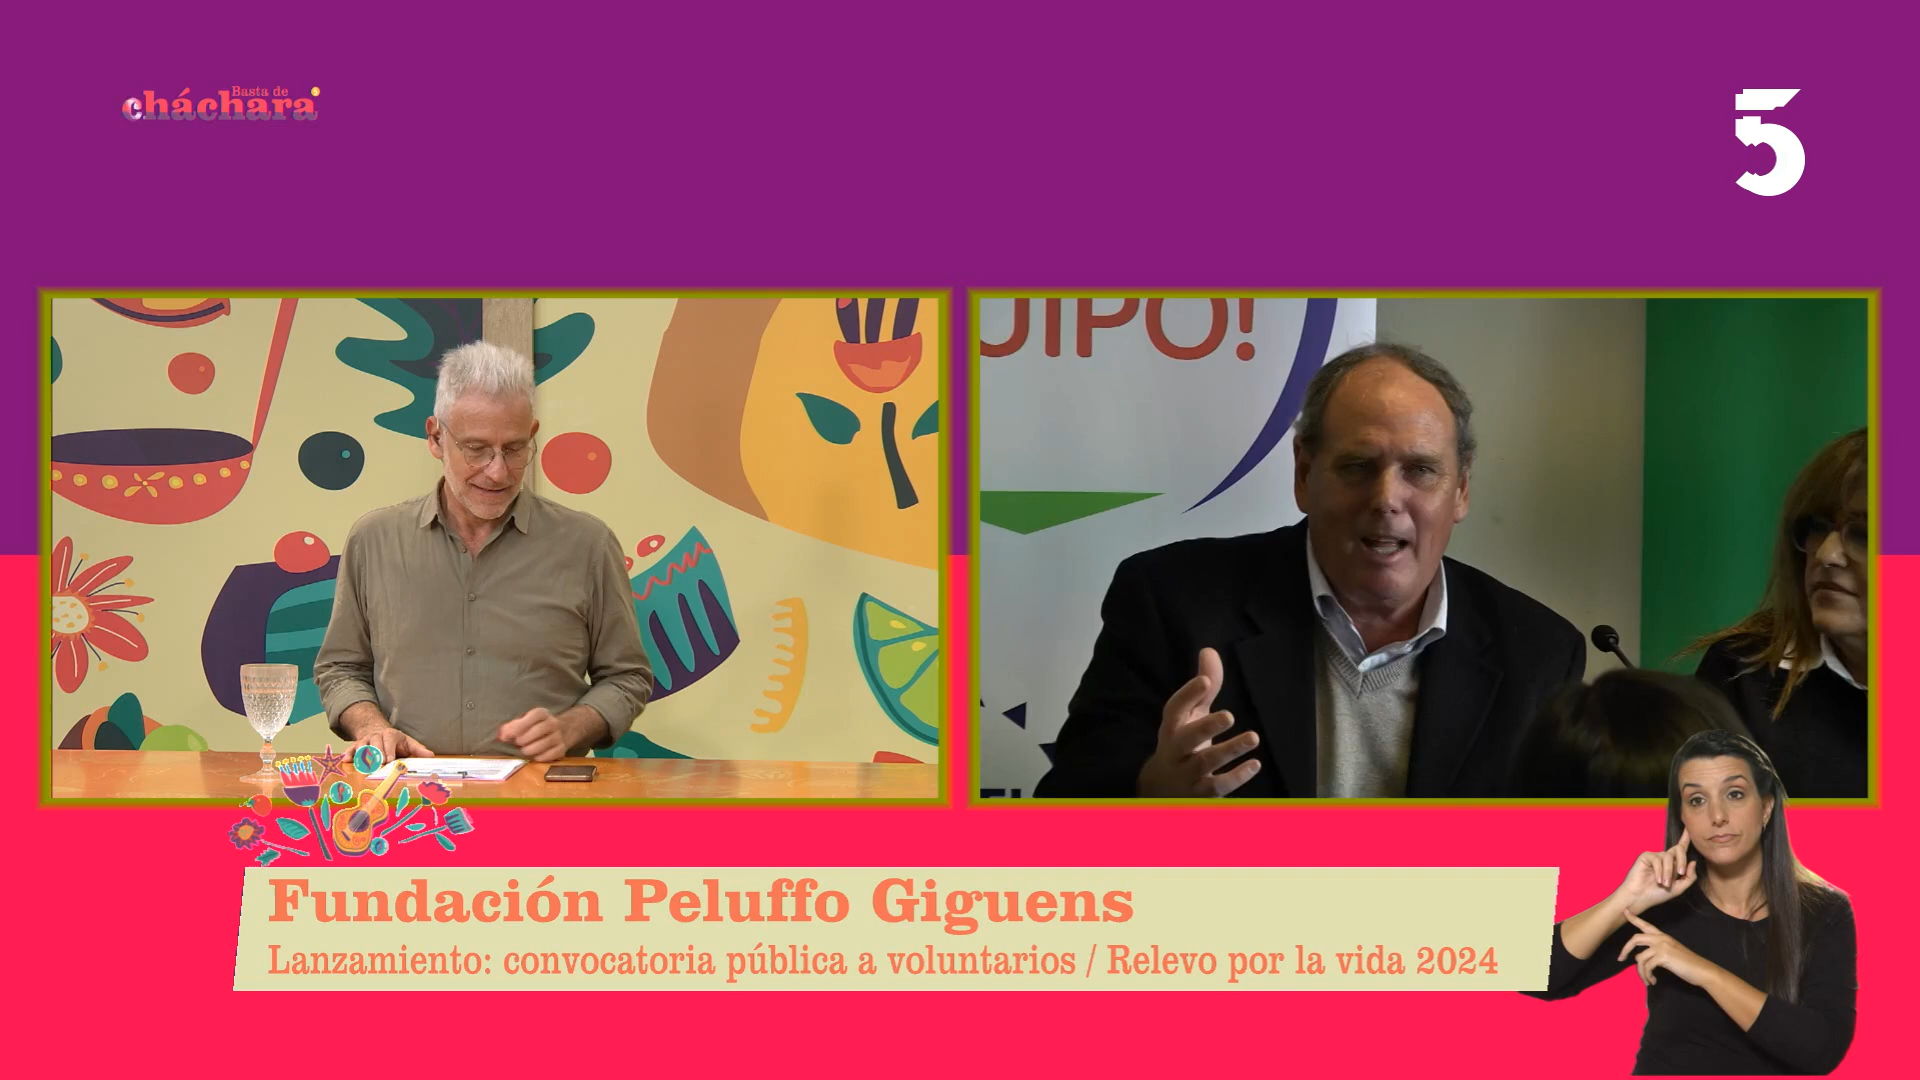 Basta de
cháchara
5
UIPO!
Fundación Peluffo Giguens
Lanzamiento: convocatoria pública a voluntarios / Relevo por la vida 2024